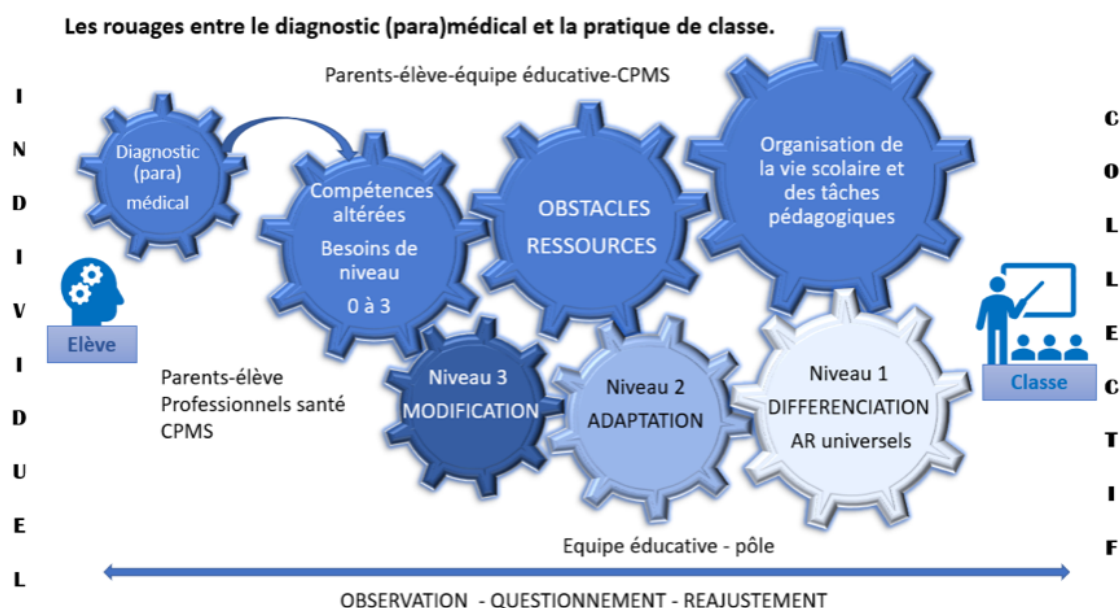 Les rouages entre le diagnostic (para)médical et la pratique de classe.
Parents-élève-équipe éducative-CPMS
INDIVIDUEL
COLLECTIF
Diagnostic
(para)
médical
Compétences
altérées
Besoins de
niveau
0 à 3
OBSTACLES
RESSOURCES
Organisation de
la vie scolaire et
des tâches
pédagogiques
Elève
Classe
Parents-élève
Professionnels santé
CPMS
Niveau 3
MODIFICATION
Niveau 2
ADAPTATION
Niveau 1
DIFFERENCIATION
AR universels
Equipe éducative - pôle
OBSERVATION - QUESTIONNEMENT - REAJUSTEMENT